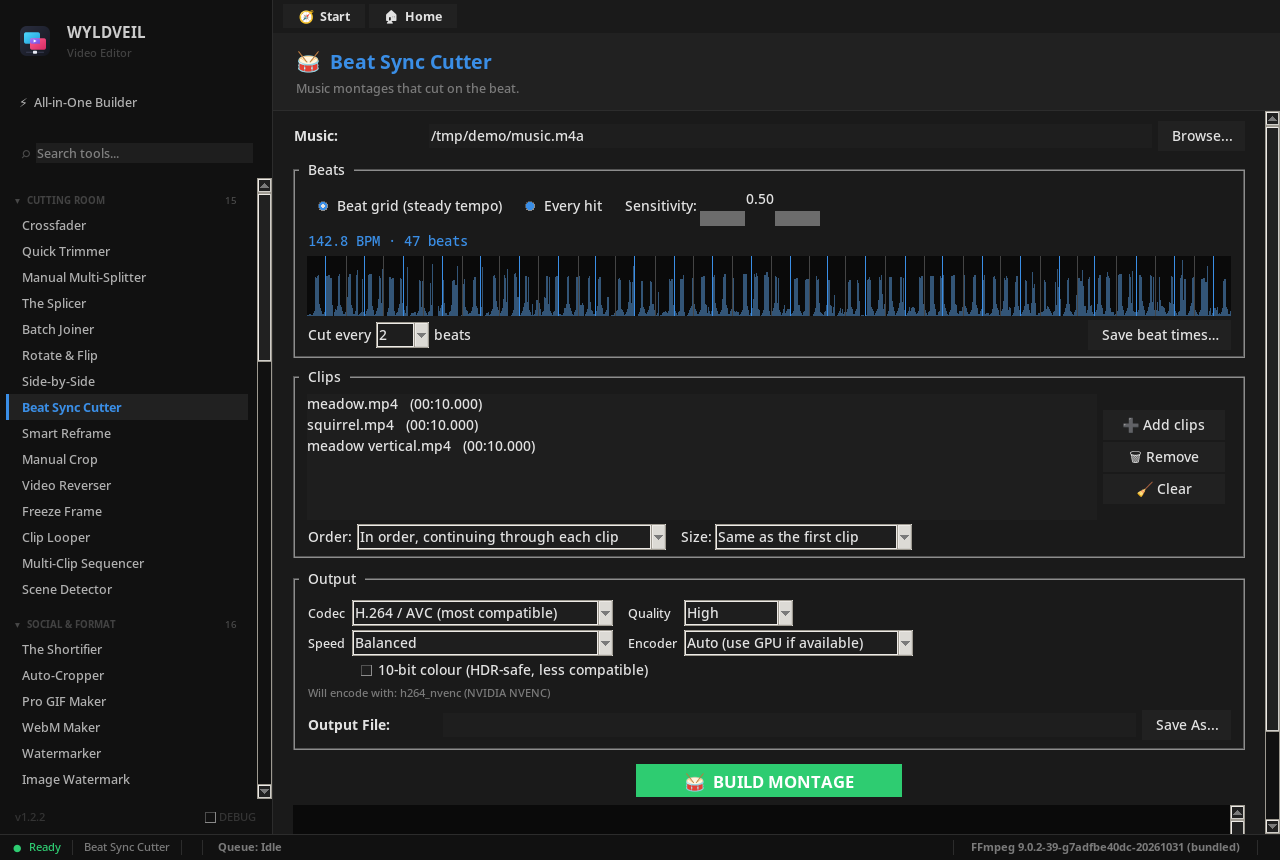 WYLDVEIL
Video Editor
⚡ All-in-One Builder
Search tools...
▾ CUTTING ROOM 15
Crossfader
Quick Trimmer
Manual Multi-Splitter
The Splicer
Batch Joiner
Rotate & Flip
Side-by-Side
Beat Sync Cutter
Smart Reframe
Manual Crop
Video Reverser
Freeze Frame
Clip Looper
Multi-Clip Sequencer
Scene Detector
▾ SOCIAL & FORMAT 16
The Shortifier
Auto-Cropper
Pro GIF Maker
WebM Maker
Watermarker
Image Watermark
v1.2.2 DEBUG
Start Home
Beat Sync Cutter
Music montages that cut on the beat.
Music: /tmp/demo/music.m4a Browse...
Beats
Beat grid (steady tempo) Every hit Sensitivity: 0.50
142.8 BPM · 47 beats
Cut every 2 beats Save beat times...
Clips
meadow.mp4 (00:10.000)
squirrel.mp4 (00:10.000)
meadow vertical.mp4 (00:10.000)
Add clips
Remove
Clear
Order: In order, continuing through each clip Size: Same as the first clip
Output
Codec H.264 / AVC (most compatible) Quality High
Speed Balanced Encoder Auto (use GPU if available)
10-bit colour (HDR-safe, less compatible)
Will encode with: h264_nvenc (NVIDIA NVENC)
Output File: Save As...
BUILD MONTAGE
Ready Beat Sync Cutter Queue: Idle FFmpeg 9.0.2-39-g7adfbe40dc-20261031 (bundled)